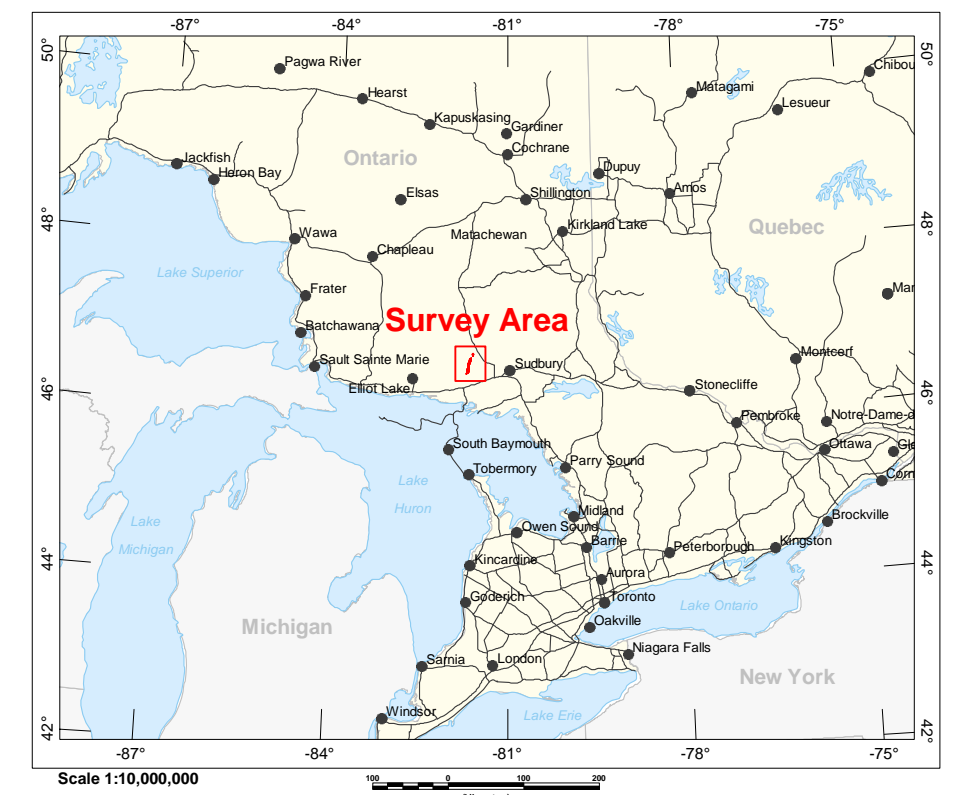 -87° -84° -81° -78° -75°
50° 50°
Pagwa River
Chibou
Matagami
Hearst
Lesueur
Kapuskasing
Gardiner
Cochrane
Ontario
Jackfish
Dupuy
Heron Bay
Amos
Elsas
Shillington
48° 48°
Kirkland Lake
Quebec
Wawa
Matachewan
Chapleau
Lake Superior
Frater
Mar
Survey Area
Batchawana
Montcerf
Sault Sainte Marie
Sudbury
Elliot Lake
Stonecliffe
46° 46°
Pembroke
Notre-Dame-d
South Baymouth
Ottawa
Gle
Tobermory
Parry Sound
Corn
Lake
Huron
Midland
Brockville
Lake
Michigan
Owen Sound
Barrie
Peterborough
Kingston
44° 44°
Kincardine
Aurora
Goderich
Toronto
Lake Ontario
Oakville
Michigan
Niagara Falls
Sarnia
London
New York
Windsor
Lake Erie
42° 42°
-87° -84° -81° -78° -75°
Scale 1:10,000,000
100 0 100 200